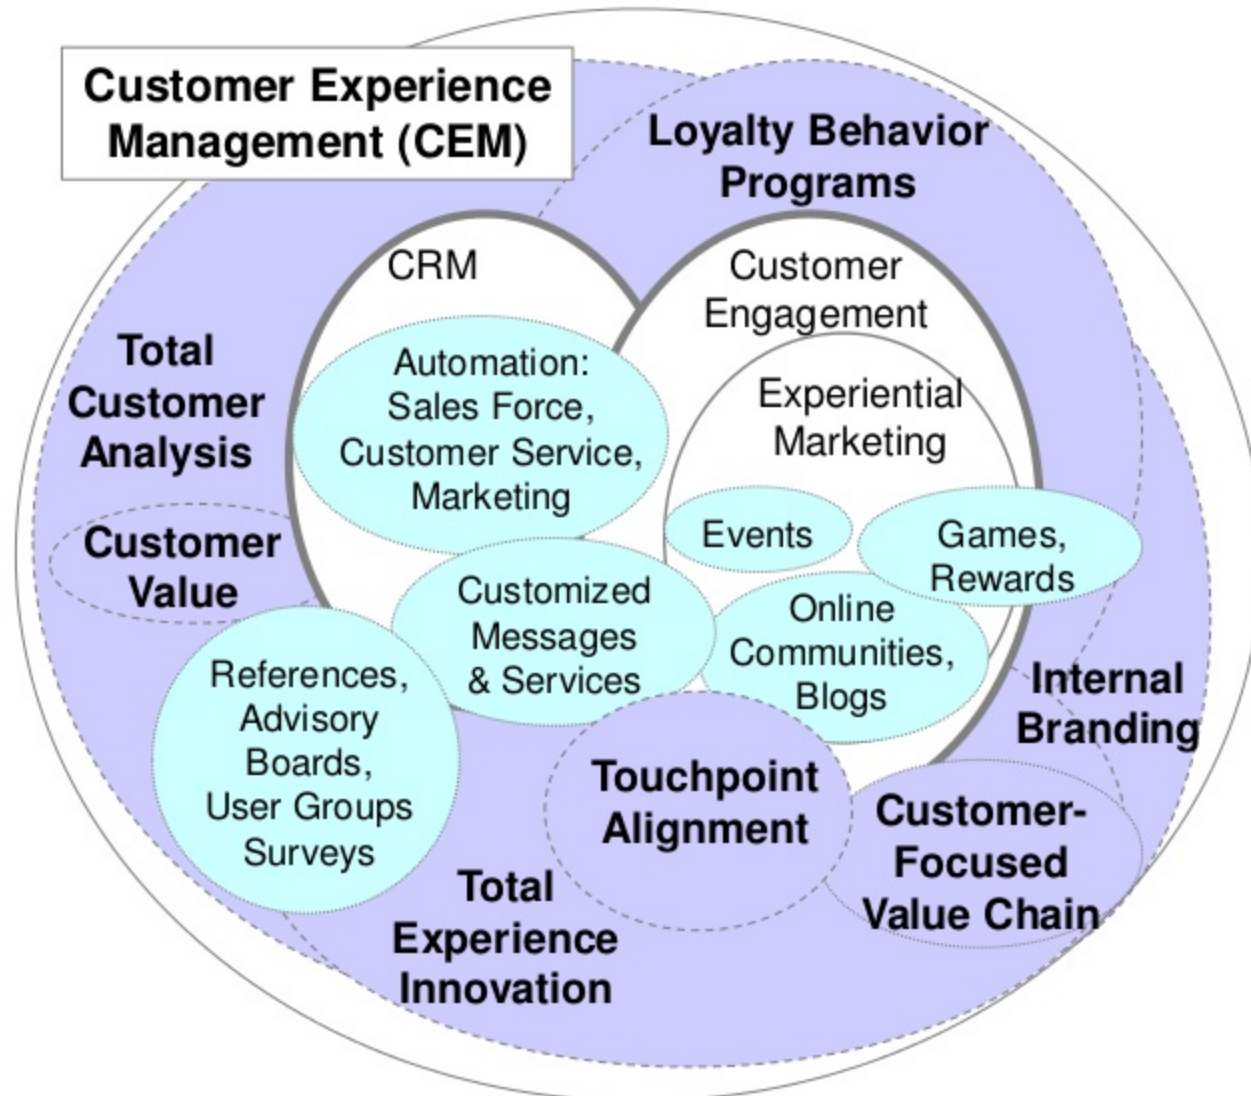 Customer Experience
Management (CEM)
Loyalty Behavior
Programs
CRM
Customer
Engagement
Total
Customer
Analysis
Automation:
Sales Force,
Customer Service,
Marketing
Experiential
Marketing
Events
Games,
Rewards
Customer
Value
Customized
Messages
& Services
Online
Communities,
Blogs
References,
Advisory
Boards,
User Groups
Surveys
Internal
Branding
Touchpoint
Alignment
Customer-
Focused
Value Chain
Total
Experience
Innovation